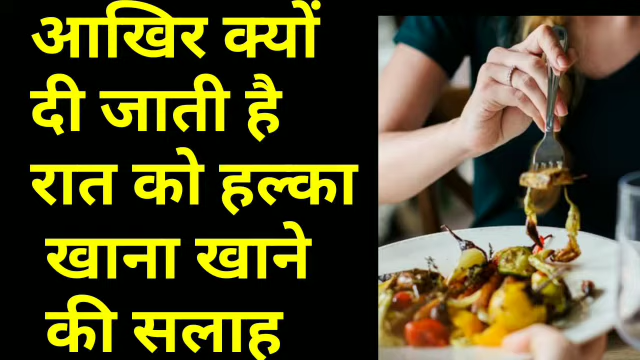 आखिर क्यों
दी जाती है
रात को हल्का
खाना खाने
की सलाह